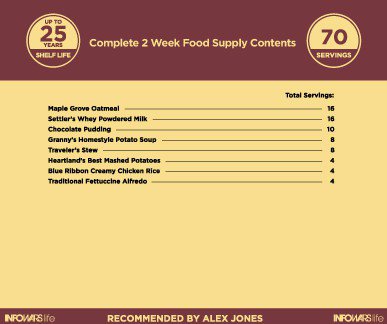 UP TO
25
YEARS
SHELF LIFE
Complete 2 Week Food Supply Contents
70
SERVINGS
Total Servings:
Maple Grove Oatmeal 16
Settler's Whey Powdered Milk 16
Chocolate Pudding 10
Granny's Homestyle Potato Soup 8
Traveler's Stew 8
Heartland's Best Mashed Potatoes 4
Blue Ribbon Creamy Chicken Rice 4
Traditional Fettuccine Alfredo 4
INFOWARS life RECOMMENDED BY ALEX JONES INFOWARS life